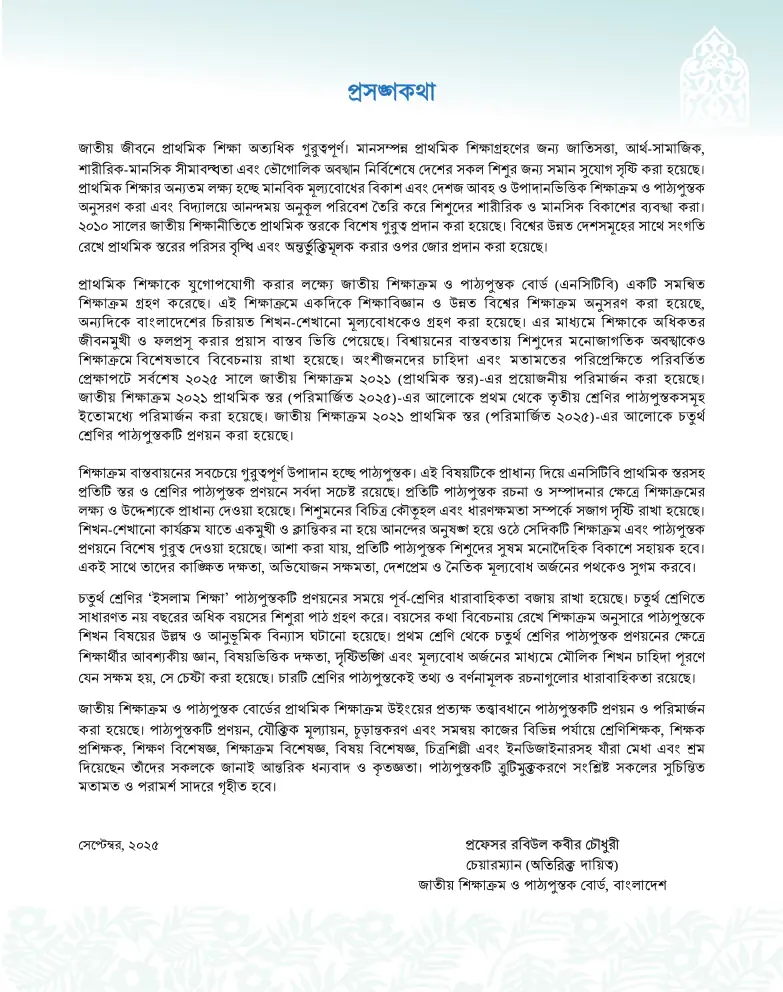 প্রসঙ্গকথা
জাতীয় জীবনে প্রাথমিক শিক্ষা অত্যধিক গুরুত্বপূর্ণ। মানসম্পন্ন প্রাথমিক শিক্ষাগ্রহণের জন্য জাতিসত্তা, আর্থ-সামাজিক,
শারীরিক-মানসিক সীমাবদ্ধতা এবং ভৌগোলিক অবস্থান নির্বিশেষে দেশের সকল শিশুর জন্য সমান সুযোগ সৃষ্টি করা হয়েছে।
প্রাথমিক শিক্ষার অন্যতম লক্ষ্য হচ্ছে মানবিক মূল্যবোধের বিকাশ এবং দেশজ আবহ ও উপাদানভিত্তিক শিক্ষাক্রম ও পাঠ্যপুস্তক
অনুসরণ করা এবং বিদ্যালয়ে আনন্দময় অনুকূল পরিবেশ তৈরি করে শিশুদের শারীরিক ও মানসিক বিকাশের ব্যবস্থা করা।
২০১০ সালের জাতীয় শিক্ষানীতিতে প্রাথমিক স্তরকে বিশেষ গুরুত্ব প্রদান করা হয়েছে। বিশ্বের উন্নত দেশসমূহের সাথে সংগতি
রেখে প্রাথমিক স্তরের পরিসর বৃদ্ধি এবং অন্তর্ভুক্তিমূলক করার ওপর জোর প্রদান করা হয়েছে।
প্রাথমিক শিক্ষাকে যুগোপযোগী করার লক্ষ্যে জাতীয় শিক্ষাক্রম ও পাঠ্যপুস্তক বোর্ড (এনসিটিবি) একটি সমন্বিত
শিক্ষাক্রম গ্রহণ করেছে। এই শিক্ষাক্রমে একদিকে শিক্ষাবিজ্ঞান ও উন্নত বিশ্বের শিক্ষাক্রম অনুসরণ করা হয়েছে,
অন্যদিকে বাংলাদেশের চিরায়ত শিখন-শেখানো মূল্যবোধকেও গ্রহণ করা হয়েছে। এর মাধ্যমে শিক্ষাকে অধিকতর
জীবনমুখী ও ফলপ্রসূ করার প্রয়াস বাস্তব ভিত্তি পেয়েছে। বিশ্বায়নের বাস্তবতায় শিশুদের মনোজাগতিক অবস্থাকেও
শিক্ষাক্রমে বিশেষভাবে বিবেচনায় রাখা হয়েছে। অংশীজনদের চাহিদা এবং মতামতের পরিপ্রেক্ষিতে পরিবর্তিত
প্রেক্ষাপটে সর্বশেষ ২০২৫ সালে জাতীয় শিক্ষাক্রম ২০২১ (প্রাথমিক স্তর)-এর প্রয়োজনীয় পরিমার্জন করা হয়েছে।
জাতীয় শিক্ষাক্রম ২০২১ প্রাথমিক স্তর (পরিমার্জিত ২০২৫)-এর আলোকে প্রথম থেকে তৃতীয় শ্রেণির পাঠ্যপুস্তকসমূহ
ইতোমধ্যে পরিমার্জন করা হয়েছে। জাতীয় শিক্ষাক্রম ২০২১ প্রাথমিক স্তর (পরিমার্জিত ২০২৫)-এর আলোকে চতুর্থ
শ্রেণির পাঠ্যপুস্তকটি প্রণয়ন করা হয়েছে।
শিক্ষাক্রম বাস্তবায়নের সবচেয়ে গুরুত্বপূর্ণ উপাদান হচ্ছে পাঠ্যপুস্তক। এই বিষয়টিকে প্রাধান্য দিয়ে এনসিটিবি প্রাথমিক স্তরসহ
প্রতিটি স্তর ও শ্রেণির পাঠ্যপুস্তক প্রণয়নে সর্বদা সচেষ্ট রয়েছে। প্রতিটি পাঠ্যপুস্তক রচনা ও সম্পাদনার ক্ষেত্রে শিক্ষাক্রমের
লক্ষ্য ও উদ্দেশ্যকে প্রাধান্য দেওয়া হয়েছে। শিশুমনের বিচিত্র কৌতূহল এবং ধারণক্ষমতা সম্পর্কে সজাগ দৃষ্টি রাখা হয়েছে।
শিখন-শেখানো কার্যক্রম যাতে একমুখী ও ক্লান্তিকর না হয়ে আনন্দের অনুষঙ্গ হয়ে ওঠে সেদিকটি শিক্ষাক্রম এবং পাঠ্যপুস্তক
প্রণয়নে বিশেষ গুরুত্ব দেওয়া হয়েছে। আশা করা যায়, প্রতিটি পাঠ্যপুস্তক শিশুদের সুষম মনোদৈহিক বিকাশে সহায়ক হবে।
একই সাথে তাদের কাঙ্ক্ষিত দক্ষতা, অভিযোজন সক্ষমতা, দেশপ্রেম ও নৈতিক মূল্যবোধ অর্জনের পথকেও সুগম করবে।
চতুর্থ শ্রেণির ‘ইসলাম শিক্ষা’ পাঠ্যপুস্তকটি প্রণয়নের সময়ে পূর্ব-শ্রেণির ধারাবাহিকতা বজায় রাখা হয়েছে। চতুর্থ শ্রেণিতে
সাধারণত নয় বছরের অধিক বয়সের শিশুরা পাঠ গ্রহণ করে। বয়সের কথা বিবেচনায় রেখে শিক্ষাক্রম অনুসারে পাঠ্যপুস্তকে
শিখন বিষয়ের উল্লম্ব ও আনুভূমিক বিন্যাস ঘটানো হয়েছে। প্রথম শ্রেণি থেকে চতুর্থ শ্রেণির পাঠ্যপুস্তক প্রণয়নের ক্ষেত্রে
শিক্ষার্থীর আবশ্যকীয় জ্ঞান, বিষয়ভিত্তিক দক্ষতা, দৃষ্টিভঙ্গি এবং মূল্যবোধ অর্জনের মাধ্যমে মৌলিক শিখন চাহিদা পূরণে
যেন সক্ষম হয়, সে চেষ্টা করা হয়েছে। চারটি শ্রেণির পাঠ্যপুস্তকেই তথ্য ও বর্ণনামূলক রচনাগুলোর ধারাবাহিকতা রয়েছে।
জাতীয় শিক্ষাক্রম ও পাঠ্যপুস্তক বোর্ডের প্রাথমিক শিক্ষাক্রম উইংয়ের প্রত্যক্ষ তত্ত্বাবধানে পাঠ্যপুস্তকটি প্রণয়ন ও পরিমার্জন
করা হয়েছে। পাঠ্যপুস্তকটি প্রণয়ন, যৌক্তিক মূল্যায়ন, চূড়ান্তকরণ এবং সমন্বয় কাজের বিভিন্ন পর্যায়ে শ্রেণিশিক্ষক, শিক্ষক
প্রশিক্ষক, শিক্ষণ বিশেষজ্ঞ, শিক্ষাক্রম বিশেষজ্ঞ, বিষয় বিশেষজ্ঞ, চিত্রশিল্পী এবং ইনডিজাইনারসহ যাঁরা মেধা এবং শ্রম
দিয়েছেন তাঁদের সকলকে জানাই আন্তরিক ধন্যবাদ ও কৃতজ্ঞতা। পাঠ্যপুস্তকটি ত্রুটিমুক্তকরণে সংশ্লিষ্ট সকলের সুচিন্তিত
মতামত ও পরামর্শ সাদরে গৃহীত হবে।
সেপ্টেম্বর, ২০২৫
প্রফেসর রবিউল কবীর চৌধুরী
চেয়ারম্যান (অতিরিক্ত দায়িত্ব)
জাতীয় শিক্ষাক্রম ও পাঠ্যপুস্তক বোর্ড, বাংলাদেশ